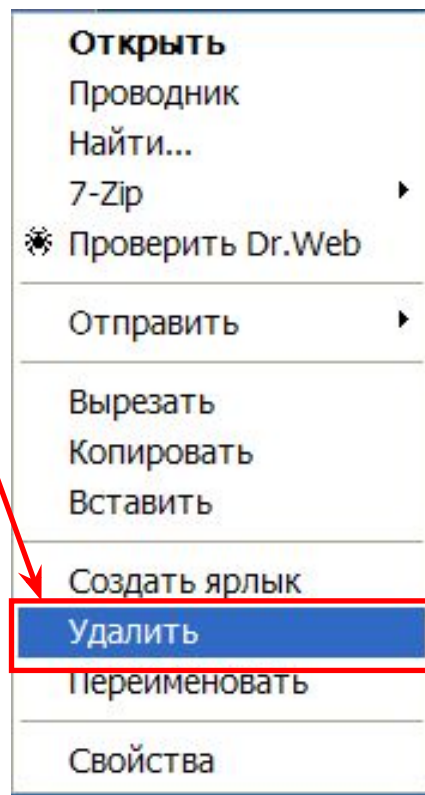 Открыть
Проводник
Найти...
7-Zip
Проверить Dr.Web
Отправить
Вырезать
Копировать
Вставить
Создать ярлык
Удалить
Переименовать
Свойства